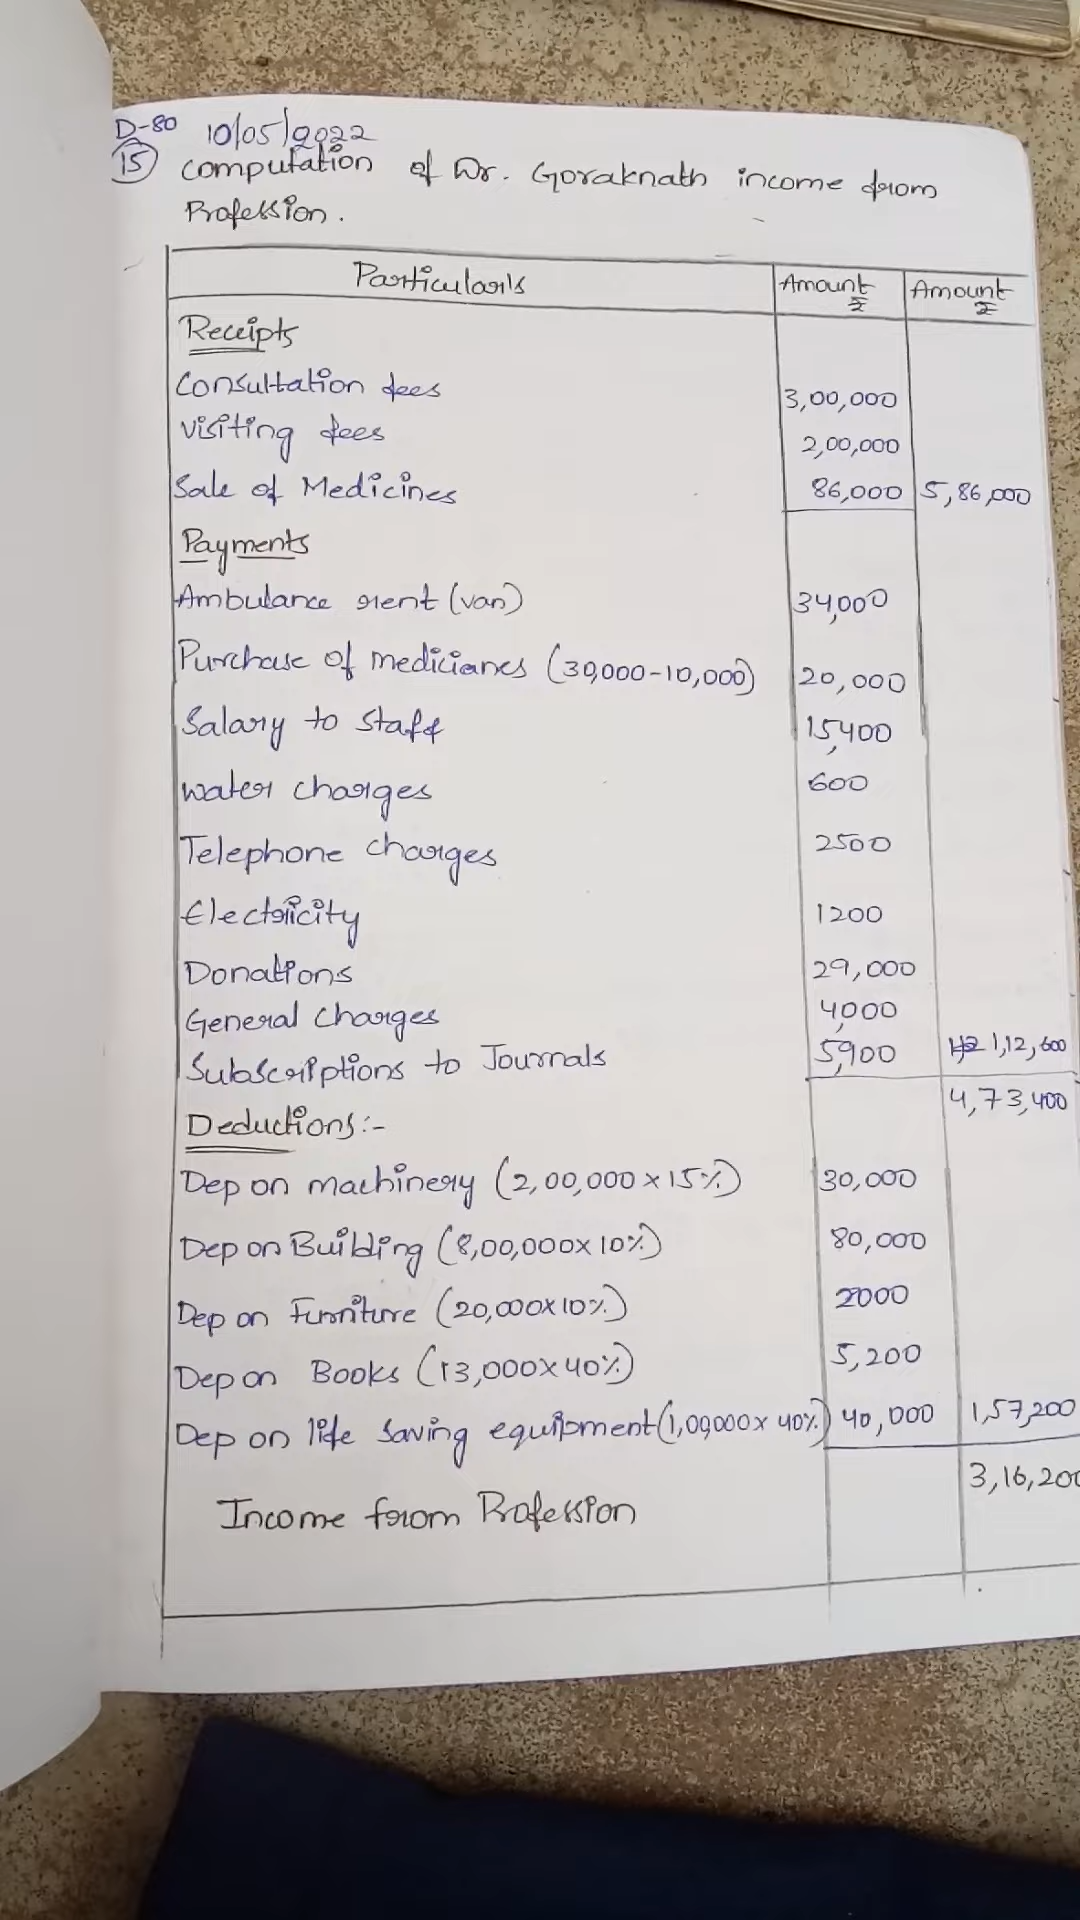 D-80 10/05/2022
15 Computation of Dr. Goraknath income from
Profession.
Particular's Amount ₹ Amount ₹
Receipts
Consultation fees 3,00,000
Visiting fees 2,00,000
Sale of Medicines 86,000 5,86,000
Payments
Ambulance rent (van) 34,000
Purchase of medicianes (30,000-10,000) 20,000
Salary to staff 15,400
Water charges 600
Telephone charges 2500
Electricity 1200
Donations 29,000
General charges 4,000
Subscriptions to Journals 5,900 1,12,600
4,73,400
Deductions:-
Dep on machinery (2,00,000 x 15%) 30,000
Dep on Building (8,00,000 x 10%) 80,000
Dep on Furniture (20,000 x 10%) 2000
Dep on Books (13,000 x 40%) 5,200
Dep on life saving equipment (1,00,000 x 40%) 40,000 1,57,200
3,16,200
Income from Profession